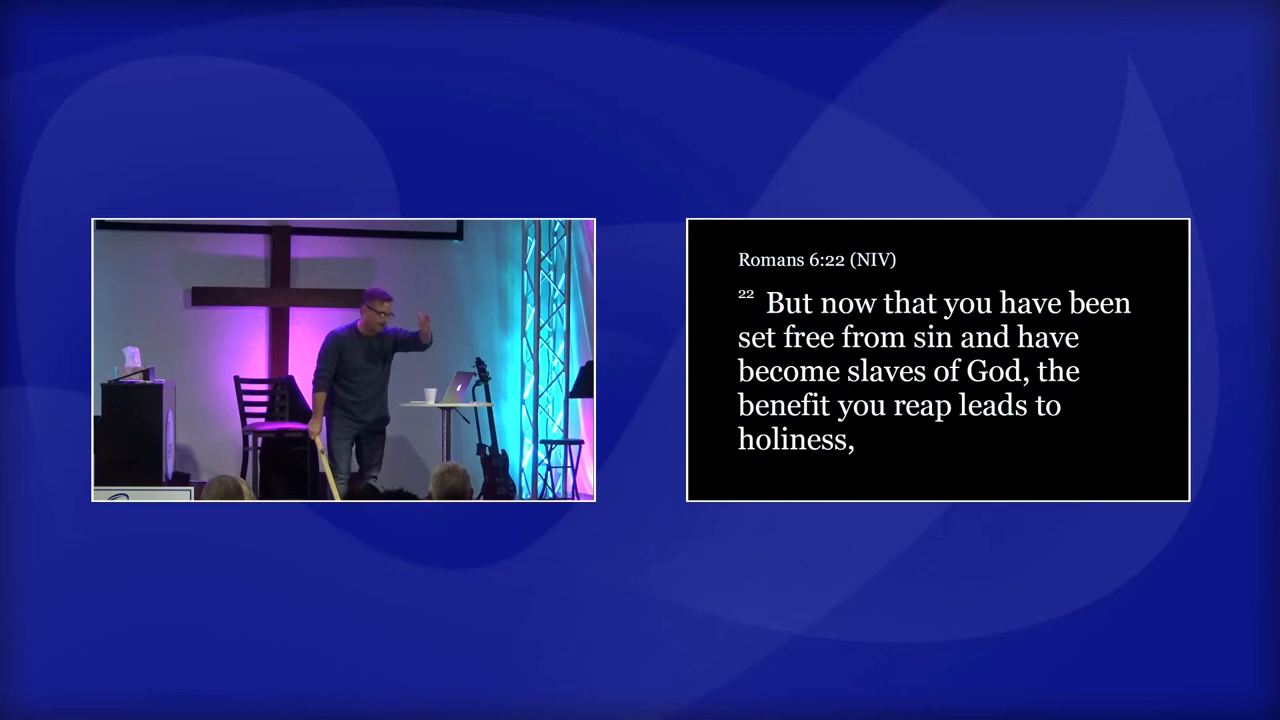 Romans 6:22 (NIV)
22 But now that you have been
set free from sin and have
become slaves of God, the
benefit you reap leads to
holiness,